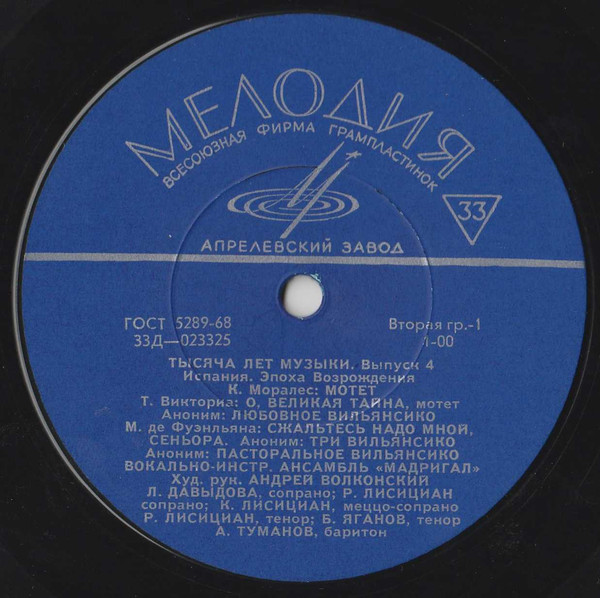 МЕЛОДИЯ
ВСЕСОЮЗНАЯ ФИРМА ГРАМПЛАСТИНОК
33
АПРЕЛЕВСКИЙ ЗАВОД
ГОСТ 5289-68 Вторая гр.-1
33Д—023325 1-00
ТЫСЯЧА ЛЕТ МУЗЫКИ. Выпуск 4
Испания. Эпоха Возрождения
К. Моралес: МОТЕТ
Т. Виктория: О, ВЕЛИКАЯ ТАЙНА, мотет
Аноним: ЛЮБОВНОЕ ВИЛЬЯНСИКО
М. де Фуэнльяна: СЖАЛЬТЕСЬ НАДО МНОЙ,
СЕНЬОРА. Аноним: ТРИ ВИЛЬЯНСИКО
Аноним: ПАСТОРАЛЬНОЕ ВИЛЬЯНСИКО
ВОКАЛЬНО-ИНСТР. АНСАМБЛЬ «МАДРИГАЛ»
Худ. рук. АНДРЕЙ ВОЛКОНСКИЙ
Л. ДАВЫДОВА, сопрано; Р. ЛИСИЦИАН
сопрано; К. ЛИСИЦИАН, меццо-сопрано
Р. ЛИСИЦИАН, тенор; Б. ЯГАНОВ, тенор
А. ТУМАНОВ, баритон